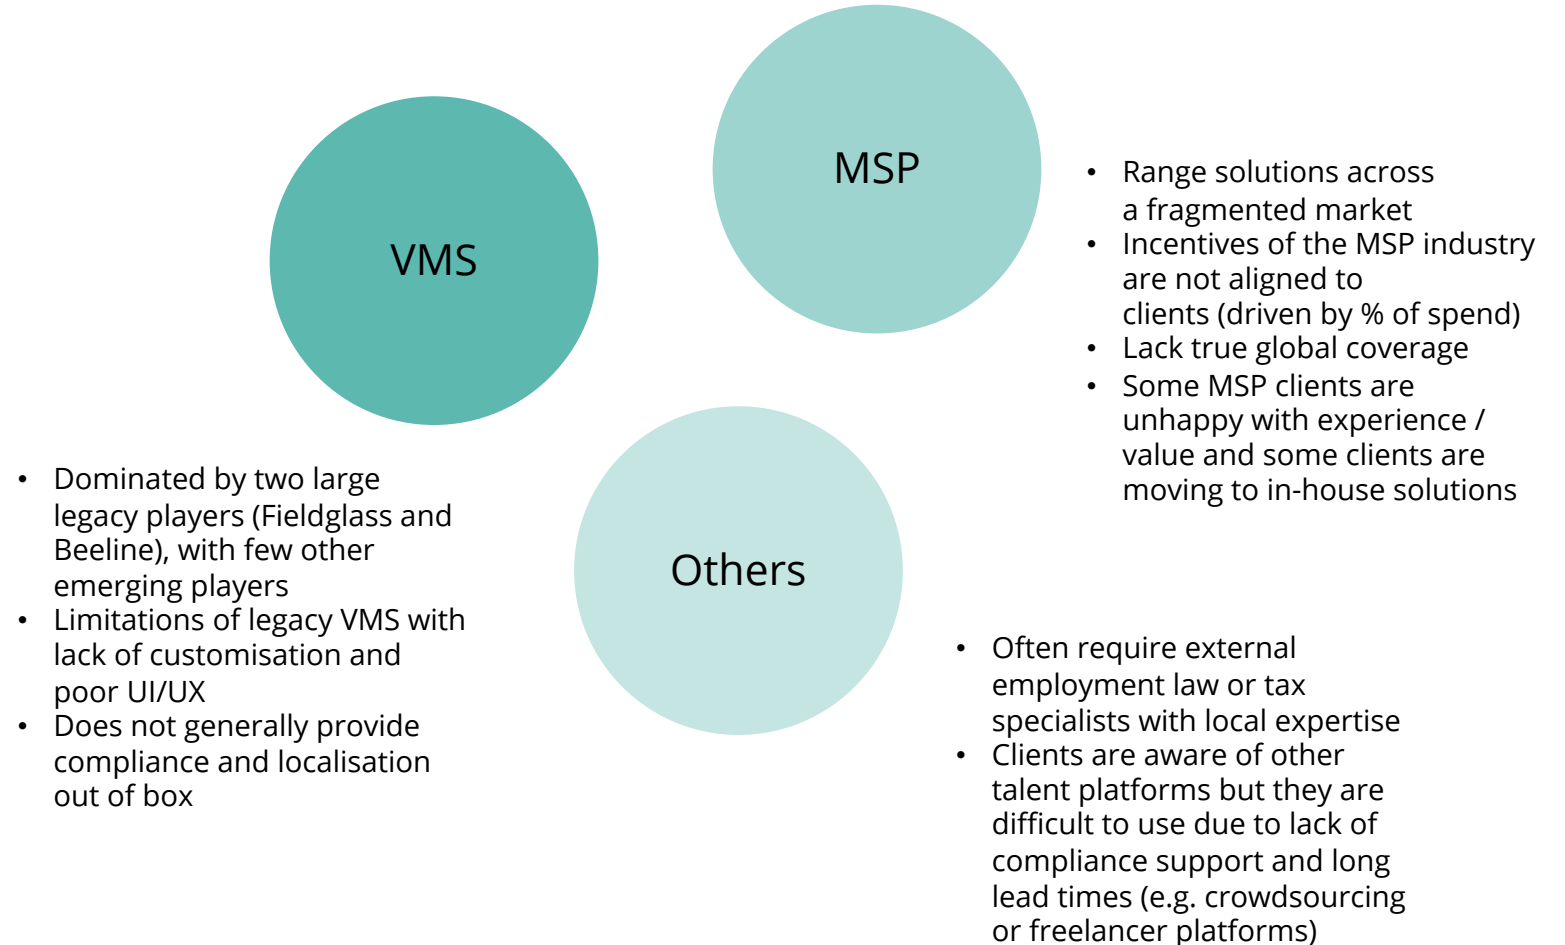 VMS
• Dominated by two large
legacy players (Fieldglass and
Beeline), with few other
emerging players
• Limitations of legacy VMS with
lack of customisation and
poor UI/UX
• Does not generally provide
compliance and localisation
out of box
MSP
• Range solutions across
a fragmented market
• Incentives of the MSP industry
are not aligned to
clients (driven by % of spend)
• Lack true global coverage
• Some MSP clients are
unhappy with experience /
value and some clients are
moving to in-house solutions
Others
• Often require external
employment law or tax
specialists with local expertise
• Clients are aware of other
talent platforms but they are
difficult to use due to lack of
compliance support and long
lead times (e.g. crowdsourcing
or freelancer platforms)